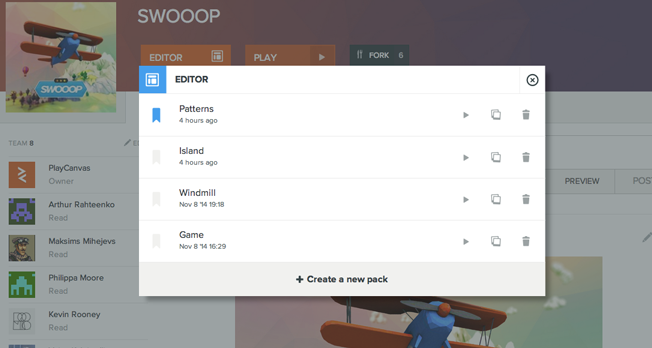 SWOOOP
SWOOOP
EDITOR
PLAY
FORK 6
EDITOR
Patterns
4 hours ago
Island
4 hours ago
Windmill
Nov 8 '14 19:18
Game
Nov 8 '14 16:29
+ Create a new pack
TEAM 8
PlayCanvas
Owner
Arthur Rahteenko
Read
Maksims Mihejevs
Read
Philippa Moore
Read
Kevin Rooney
Read
PREVIEW
POST